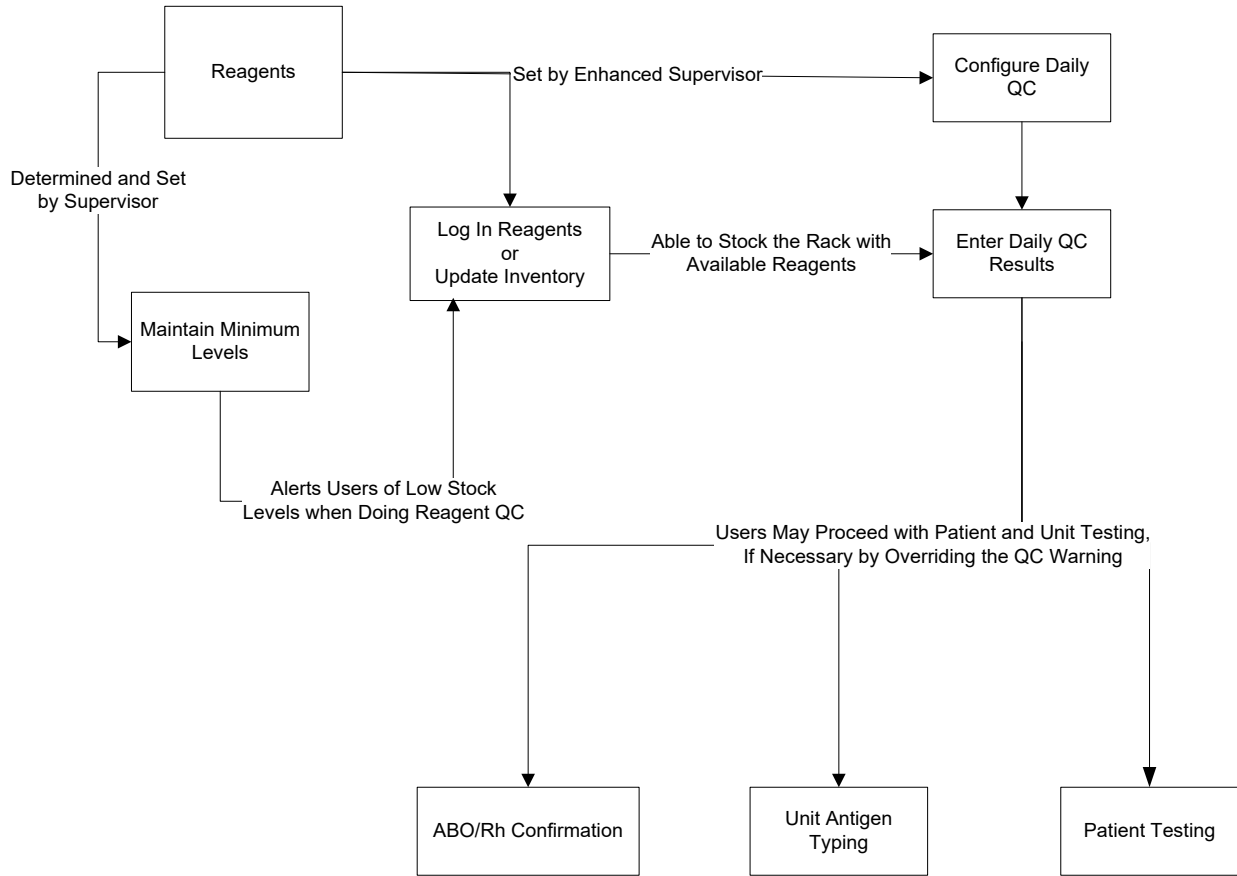 Reagents
Set by Enhanced Supervisor
Configure Daily
QC
Determined and Set
by Supervisor
Log In Reagents
or
Update Inventory
Able to Stock the Rack with
Available Reagents
Enter Daily QC
Results
Maintain Minimum
Levels
Alerts Users of Low Stock
Levels when Doing Reagent QC
Users May Proceed with Patient and Unit Testing,
If Necessary by Overriding the QC Warning
ABO/Rh Confirmation
Unit Antigen
Typing
Patient Testing